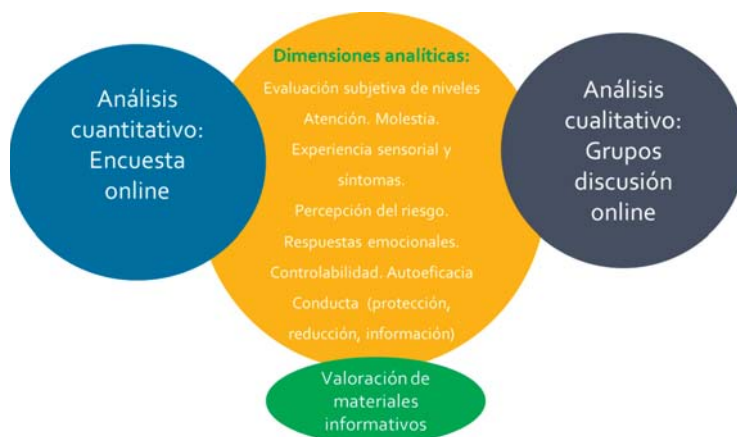 Análisis
cuantitativo:
Encuesta
online
Dimensiones analíticas:
Evaluación subjetiva de niveles
Atención. Molestia.
Experiencia sensorial y
síntomas.
Percepción del riesgo.
Respuestas emocionales.
Controlabilidad. Autoeficacia
Conducta (protección,
reducción, información)
Análisis
cualitativo:
Grupos
discusión
online
Valoración de
materiales
informativos